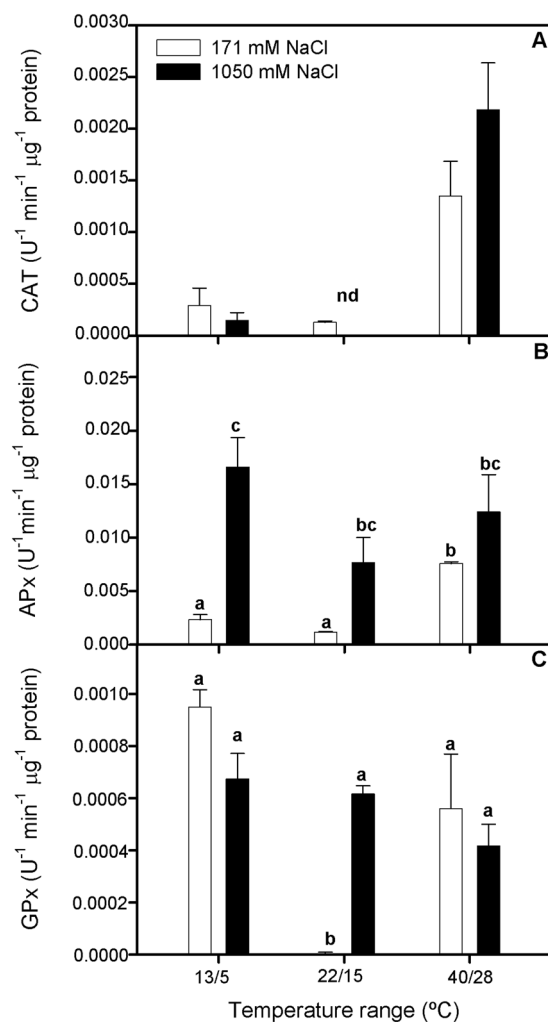 0.0030
A
171 mM NaCl
1050 mM NaCl
0.0025
0.0020
0.0015
0.0010
0.0005
0.0000
CAT (U⁻¹ min⁻¹ µg⁻¹ protein)
nd
B
0.025
0.020
0.015
0.010
0.005
0.000
APx (U⁻¹min⁻¹ µg⁻¹ protein)
a
c
a
bc
b
bc
C
0.0010
0.0008
0.0006
0.0004
0.0002
0.0000
GPx (U⁻¹ min⁻¹ µg⁻¹ protein)
a
a
b
a
a
a
13/5
22/15
40/28
Temperature range (ºC)